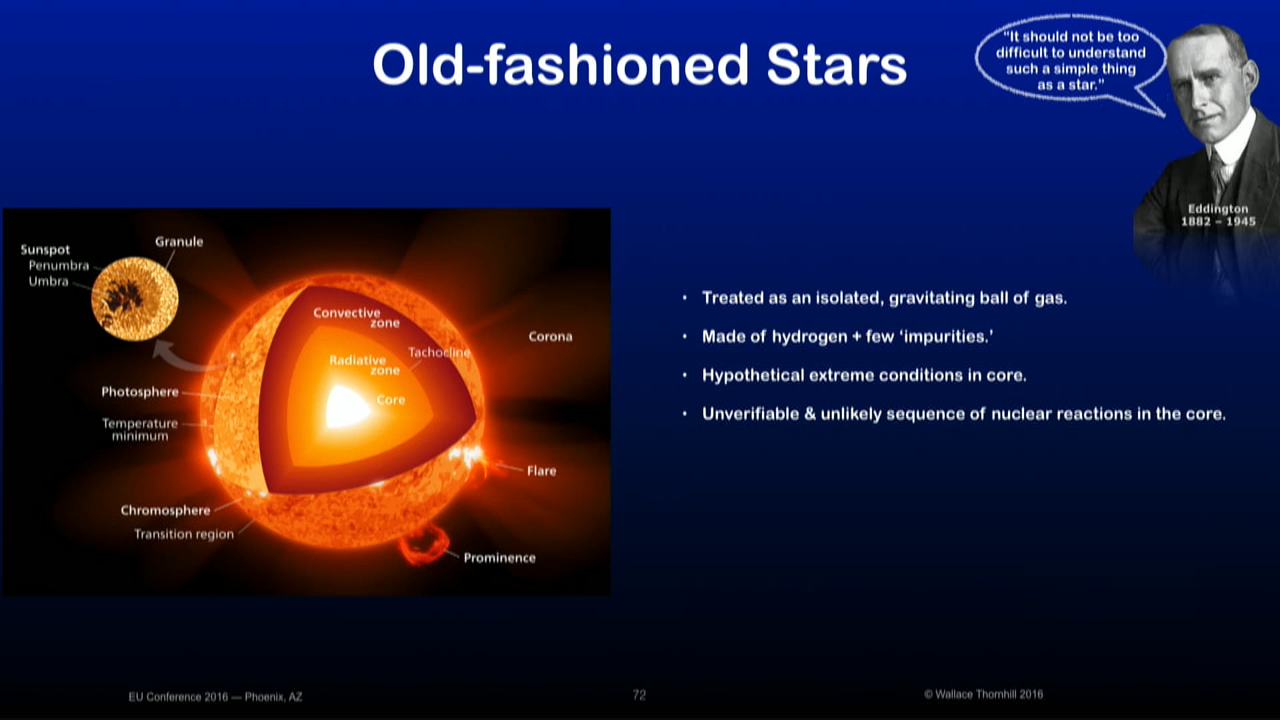 Old-fashioned Stars
"It should not be too
difficult to understand
such a simple thing
as a star."
Eddington
1882 – 1945
Sunspot
Penumbra
Umbra
Granule
Convective
zone
Radiative
zone
Tachocline
Core
Corona
Photosphere
Temperature
minimum
Flare
Chromosphere
Transition region
Prominence
• Treated as an isolated, gravitating ball of gas.
• Made of hydrogen + few ‘impurities.’
• Hypothetical extreme conditions in core.
• Unverifiable & unlikely sequence of nuclear reactions in the core.
EU Conference 2016 — Phoenix, AZ
72
© Wallace Thornhill 2016